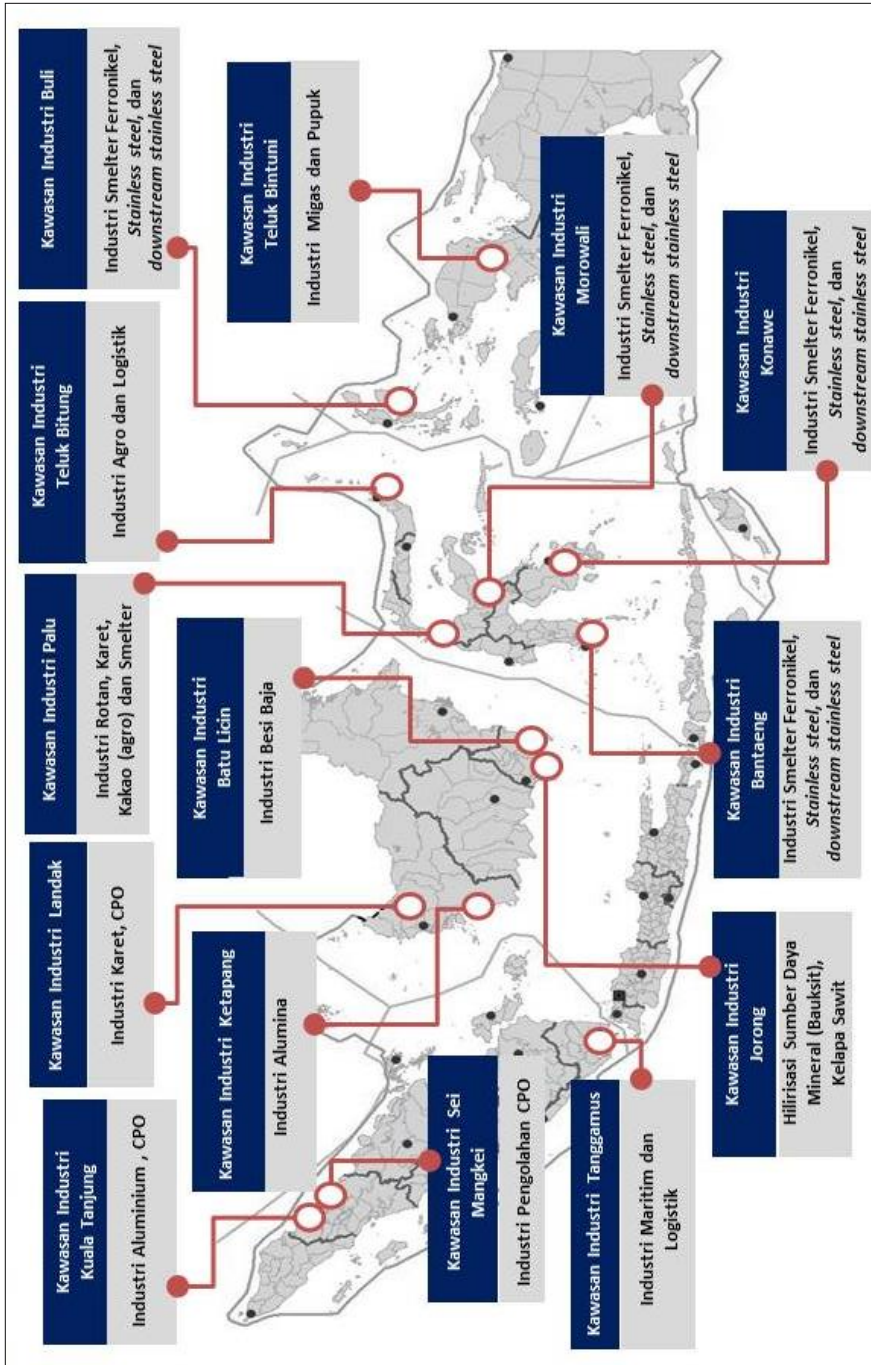 Kawasan Industri
Kuala Tanjung
Industri Aluminium , CPO
Kawasan Industri Landak
Industri Karet, CPO
Kawasan Industri Palu
Industri Rotan, Karet,
Kakao (agro) dan Smelter
Kawasan Industri
Teluk Bitung
Industri Agro dan Logistik
Kawasan Industri Buli
Industri Smelter Ferronikel,
Stainless steel, dan
downstream stainless steel
Kawasan Industri Ketapang
Industri Alumina
Kawasan Industri
Batu Licin
Industri Besi Baja
Kawasan Industri
Teluk Bintuni
Industri Migas dan Pupuk
Kawasan Industri Sei
Mangkei
Industri Pengolahan CPO
Kawasan Industri
Morowali
Industri Smelter Ferronikel,
Stainless steel, dan
downstream stainless steel
Kawasan Industri Tanggamus
Industri Maritim dan
Logistik
Kawasan Industri
Jorong
Hilirisasi Sumber Daya
Mineral (Bauksit),
Kelapa Sawit
Kawasan Industri
Bantaeng
Industri Smelter Ferronikel,
Stainless steel, dan
downstream stainless steel
Kawasan Industri
Konawe
Industri Smelter Ferronikel,
Stainless steel, dan
downstream stainless steel